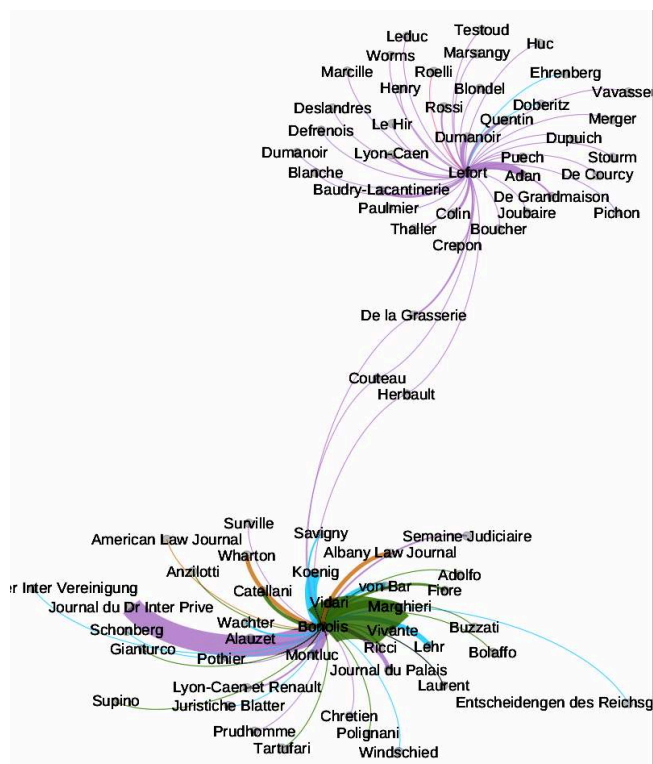 Testoud
Leduc
Huc
Marsangy
Worms
Marcille
Roelli
Ehrenberg
Henry
Blondel
Vavasse
Deslandres
Rossi
Doberitz
Quentin
Merger
Le Hir
Defrenois
Dumanoir
Dupuich
Dumanoir
Lyon-Caen
Puech
Stourm
Blanche
Lefort
Adan
De Courcy
Baudry-Lacantinerie
De Grandmaison
Paulmier
Colin
Joubaire
Pichon
Thaller
Boucher
Crepon
De la Grasserie
Couteau
Herbault
Surville
Savigny
American Law Journal
Semaine Judiciaire
Wharton
Albany Law Journal
Anzilotti
Koenig
Adolfo
er Inter Vereinigung
Catellani
von Bar
Fiore
Journal du Dr Inter Prive
Vidari
Marghieri
Wachter
Schonberg
Bortolis
Vivante
Buzzati
Alauzet
Gianturco
Ricci
Lehr
Bolaffo
Pothier
Montluc
Journal du Palais
Lyon-Caen et Renault
Laurent
Supino
Juristiche Blatter
Entscheidengen des Reichsg
Chretien
Prudhomme
Polignani
Tartufari
Windschied